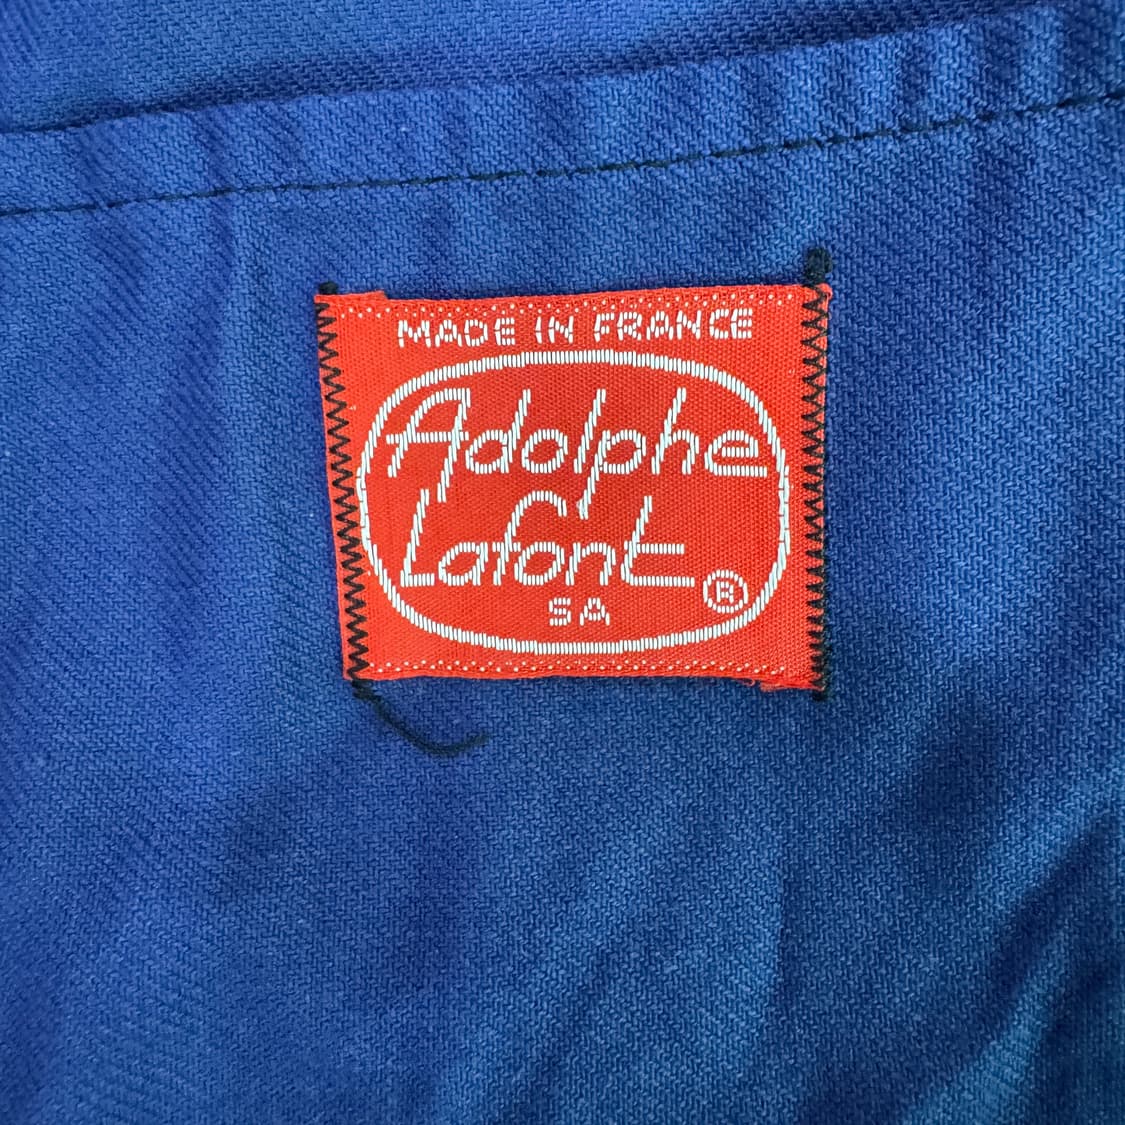 MADE IN FRANCE
Adolphe
Lafont
SA ®